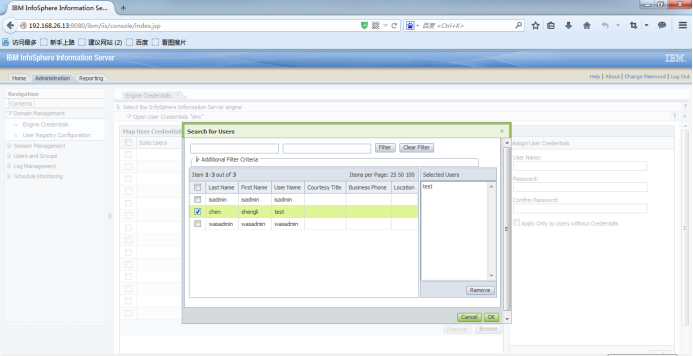 IBM InfoSphere Information Se...
192.168.26.13:9080/ibm/iis/console/index.jsp
百度 <Ctrl+K>
访问最多 新手上路 建议网站 (2) 百度 看图搜片
IBM InfoSphere Information Server
IBM.
Home Administration Reporting
Help | About | Change Password | Log Out
Navigation
Contents
Domain Management
Engine Credentials
User Registry Configuration
Session Management
Users and Groups
Log Management
Schedule Monitoring
Engine Credentials
Select the InfoSphere Information Server engine
Open User Credentials "dev"
Map User Credentials
Suite Users
Search for Users
Filter Clear Filter
Additional Filter Criteria
Item 1-3 out of 3 Items per Page: 25 50 100
Last Name First Name User Name Courtesy Title Business Phone Location
isadmin isadmin isadmin
chen shengli test
wasadmin wasadmin wasadmin
Selected Users
test
Remove
Cancel OK
Remove Browse
Assign User Credentials
User Name:
Password:
Confirm Password:
Apply Only to Users without Credentials